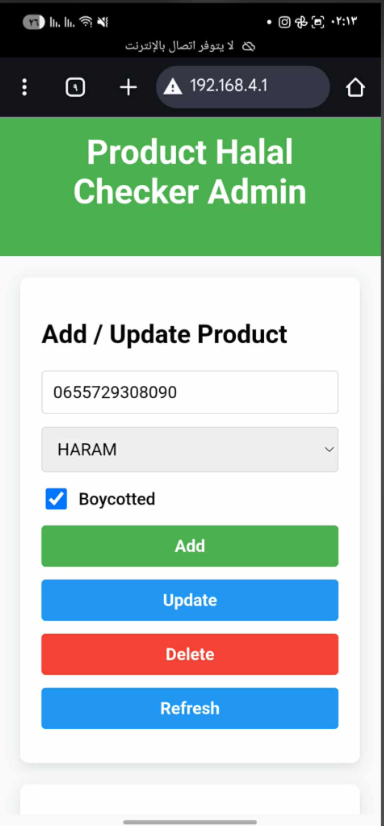 ٢٦ ٠٢:١٣
لا يتوفر اتصال بالإنترنت
٩ 192.168.4.1
Product Halal
Checker Admin
Add / Update Product
0655729308090
HARAM
Boycotted
Add
Update
Delete
Refresh